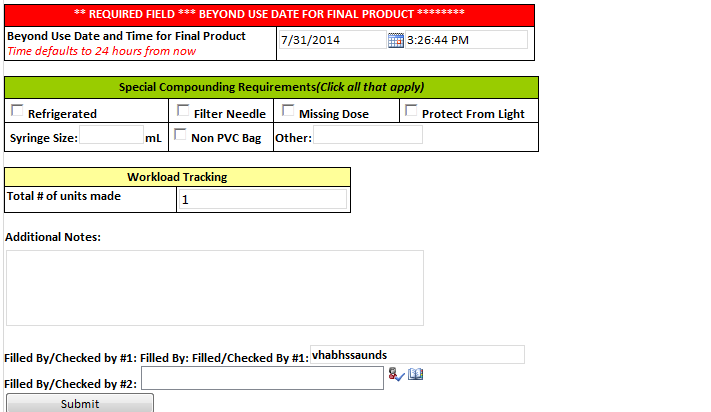 ** REQUIRED FIELD *** BEYOND USE DATE FOR FINAL PRODUCT ********
Beyond Use Date and Time for Final Product
Time defaults to 24 hours from now
7/31/2014 3:26:44 PM
Special Compounding Requirements(Click all that apply)
Refrigerated Filter Needle Missing Dose Protect From Light
Syringe Size: mL Non PVC Bag Other:
Workload Tracking
Total # of units made 1
Additional Notes:
Filled By/Checked by #1: Filled By: Filled/Checked By #1: vhabhssaunds
Filled By/Checked by #2:
Submit